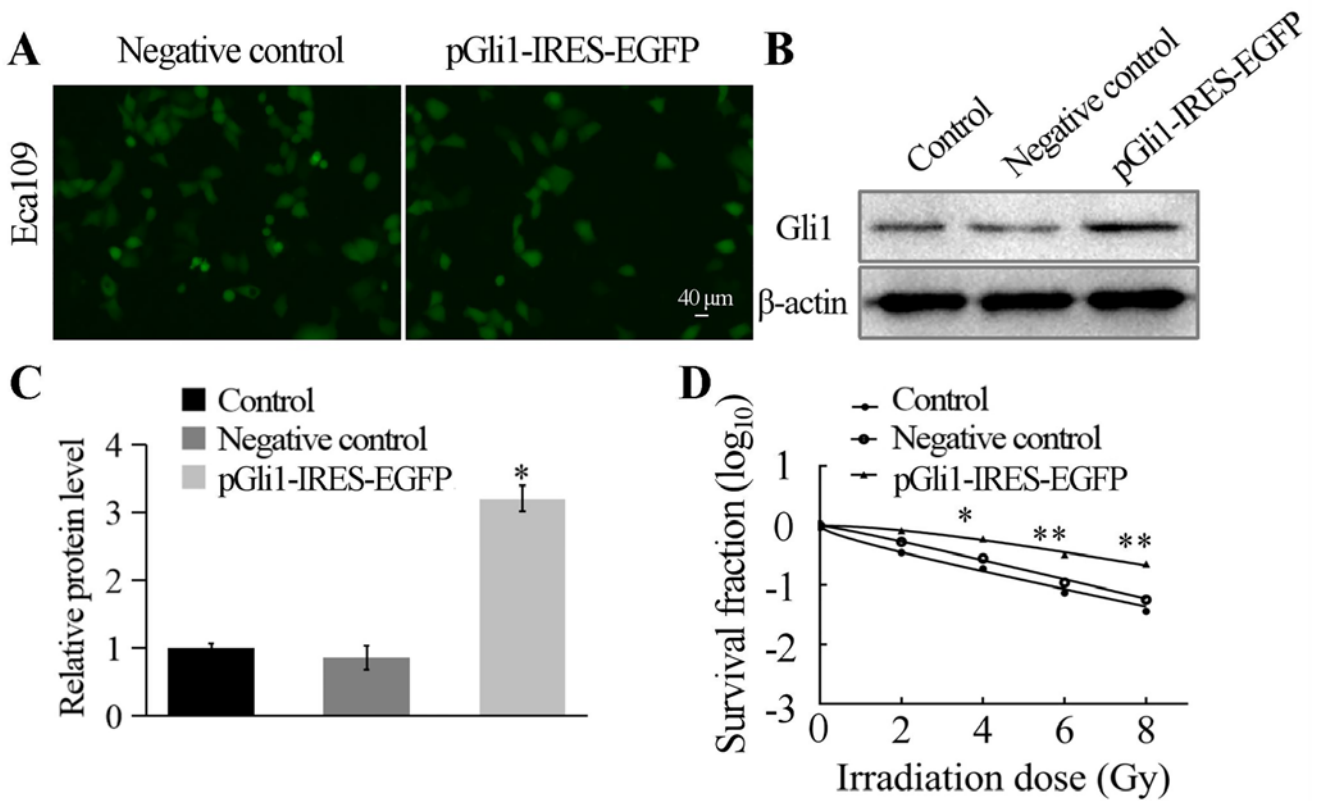 A
Negative control
pGli1-IRES-EGFP
Eca109
40 μm
B
Control
Negative control
pGli1-IRES-EGFP
Gli1
β-actin
C
Control
Negative control
pGli1-IRES-EGFP
Relative protein level
4
3
2
1
0
*
D
Control
Negative control
pGli1-IRES-EGFP
Survival fraction (log10)
1
0
-1
-2
-3
* ** **
0 2 4 6 8
Irradiation dose (Gy)